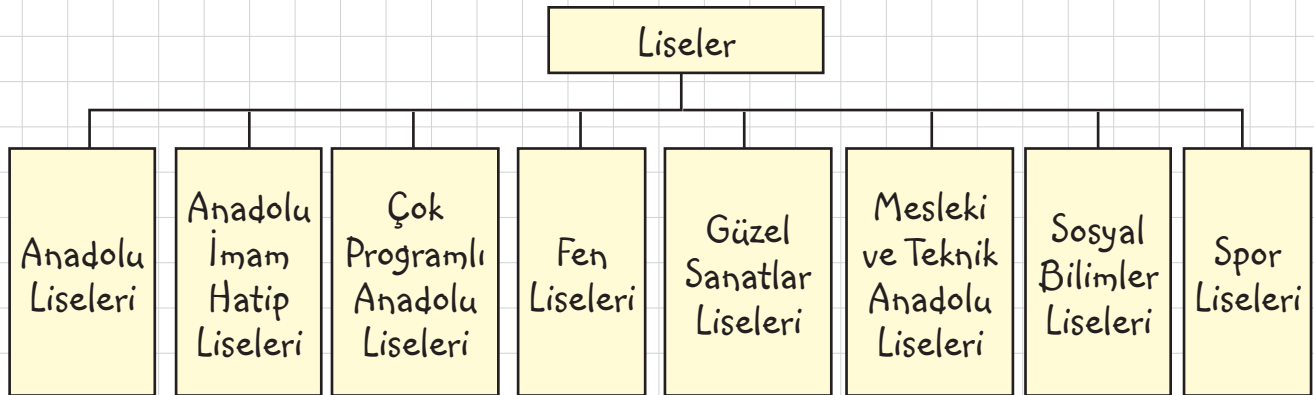 Liseler
Anadolu
Liseleri
Anadolu
İmam
Hatip
Liseleri
Çok
Programlı
Anadolu
Liseleri
Fen
Liseleri
Güzel
Sanatlar
Liseleri
Mesleki
ve Teknik
Anadolu
Liseleri
Sosyal
Bilimler
Liseleri
Spor
Liseleri